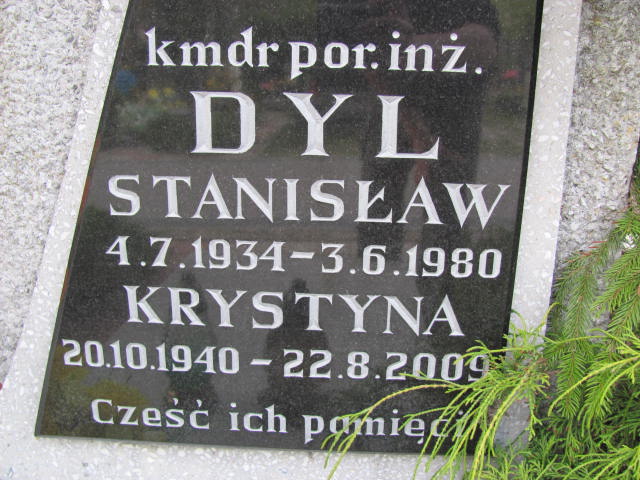 kmdr por. inż.
DYL
STANISŁAW
4.7.1934 – 3.6.1980
KRYSTYNA
20.10.1940 – 22.8.2009
Cześć ich pamięci